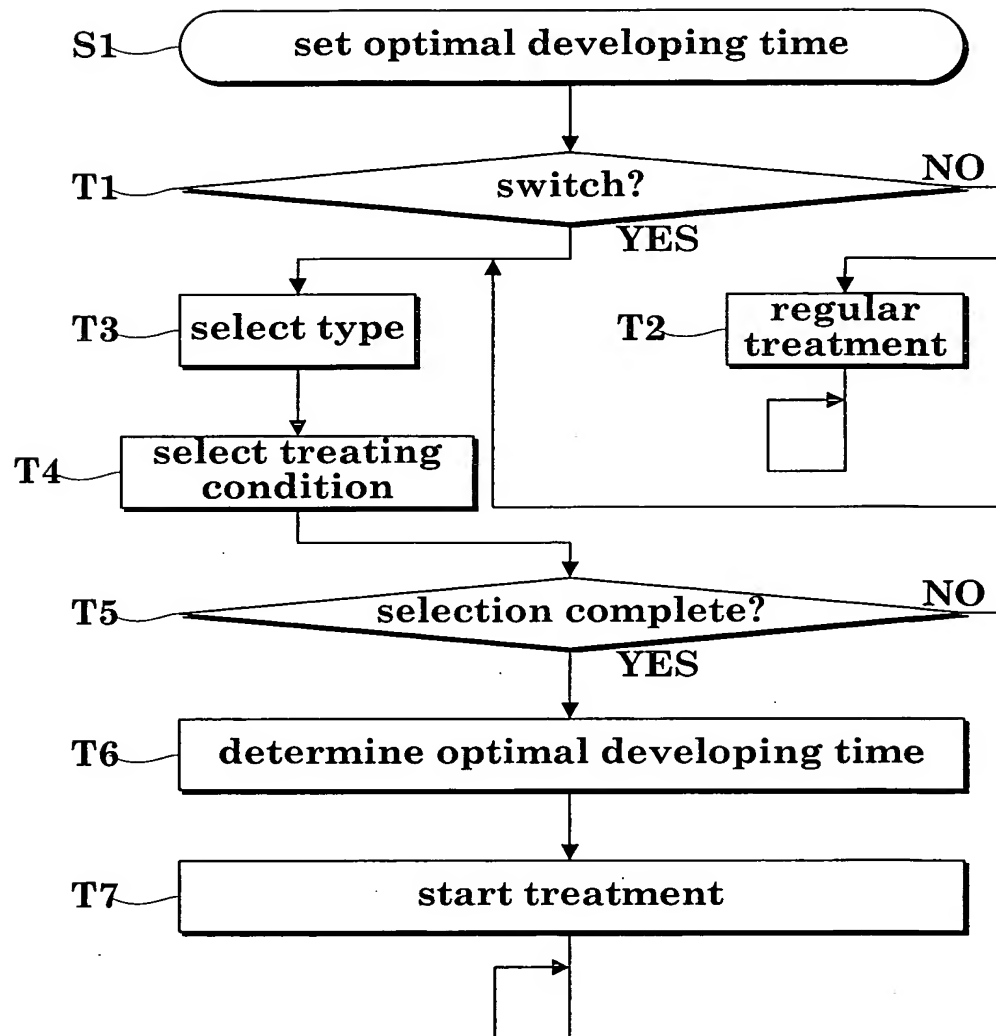 S1
set optimal developing time
T1
switch?
NO
YES
T3
select type
T2
regular
treatment
T4
select treating
condition
T5
selection complete?
NO
YES
T6
determine optimal developing time
T7
start treatment